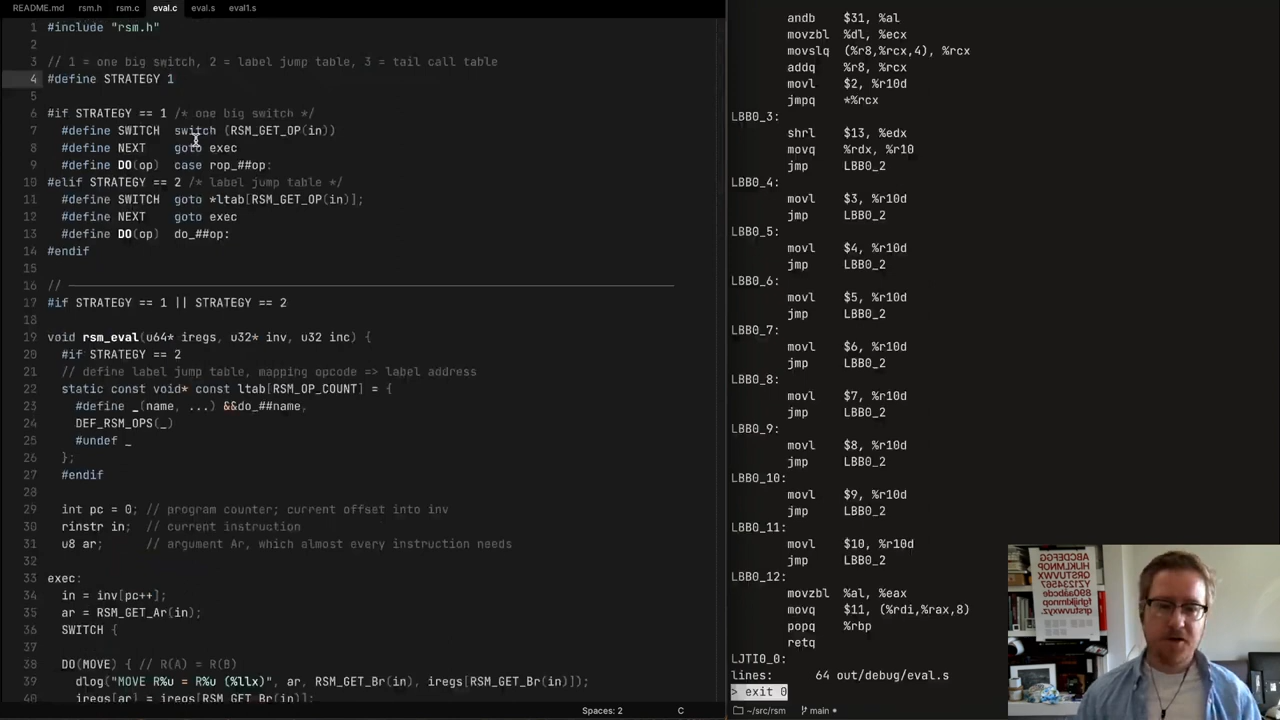 README.md rsm.h rsm.c eval.c eval.s eval1.s
1 #include "rsm.h"
2
3 // 1 = one big switch, 2 = label jump table, 3 = tail call table
4 #define STRATEGY 1
5
6 #if STRATEGY == 1 /* one big switch */
7 #define SWITCH switch (RSM_GET_OP(in))
8 #define NEXT goto exec
9 #define DO(op) case rop_##op:
10 #elif STRATEGY == 2 /* label jump table */
11 #define SWITCH goto *ltab[RSM_GET_OP(in)];
12 #define NEXT goto exec
13 #define DO(op) do_##op:
14 #endif
15
16 //
17 #if STRATEGY == 1 || STRATEGY == 2
18
19 void rsm_eval(u64* iregs, u32* inv, u32 inc) {
20 #if STRATEGY == 2
21 // define label jump table, mapping opcode => label address
22 static const void* const ltab[RSM_OP_COUNT] = {
23 #define _(name, ...) &&do_##name,
24 DEF_RSM_OPS(_)
25 #undef _
26 };
27 #endif
28
29 int pc = 0; // program counter; current offset into inv
30 rinstr in; // current instruction
31 u8 ar; // argument Ar, which almost every instruction needs
32
33 exec:
34 in = inv[pc++];
35 ar = RSM_GET_Ar(in);
36 SWITCH {
37
38 DO(MOVE) { // R(A) = R(B)
39 dlog("MOVE R%u = R%u (%llx)", ar, RSM_GET_Br(in), iregs[RSM_GET_Br(in)]);
40 iregs[ar] = iregs[RSM_GET_Br(in)];
Spaces: 2 C
andb $31, %al
movzbl %dl, %ecx
movslq (%r8,%rcx,4), %rcx
addq %r8, %rcx
movl $2, %r10d
jmpq *%rcx
LBB0_3:
shrl $13, %edx
movq %rdx, %r10
LBB0_4:
movl $3, %r10d
jmp LBB0_2
LBB0_5:
movl $4, %r10d
jmp LBB0_2
LBB0_6:
movl $5, %r10d
jmp LBB0_2
LBB0_7:
movl $6, %r10d
jmp LBB0_2
LBB0_8:
movl $7, %r10d
jmp LBB0_2
LBB0_9:
movl $8, %r10d
jmp LBB0_2
LBB0_10:
movl $9, %r10d
jmp LBB0_2
LBB0_11:
movl $10, %r10d
jmp LBB0_2
LBB0_12:
movzbl %al, %eax
movq $11, (%rdi,%rax,8)
popq %rbp
retq
LJTI0_0:
lines: 64 out/debug/eval.s
> exit 0
~/src/rsm main